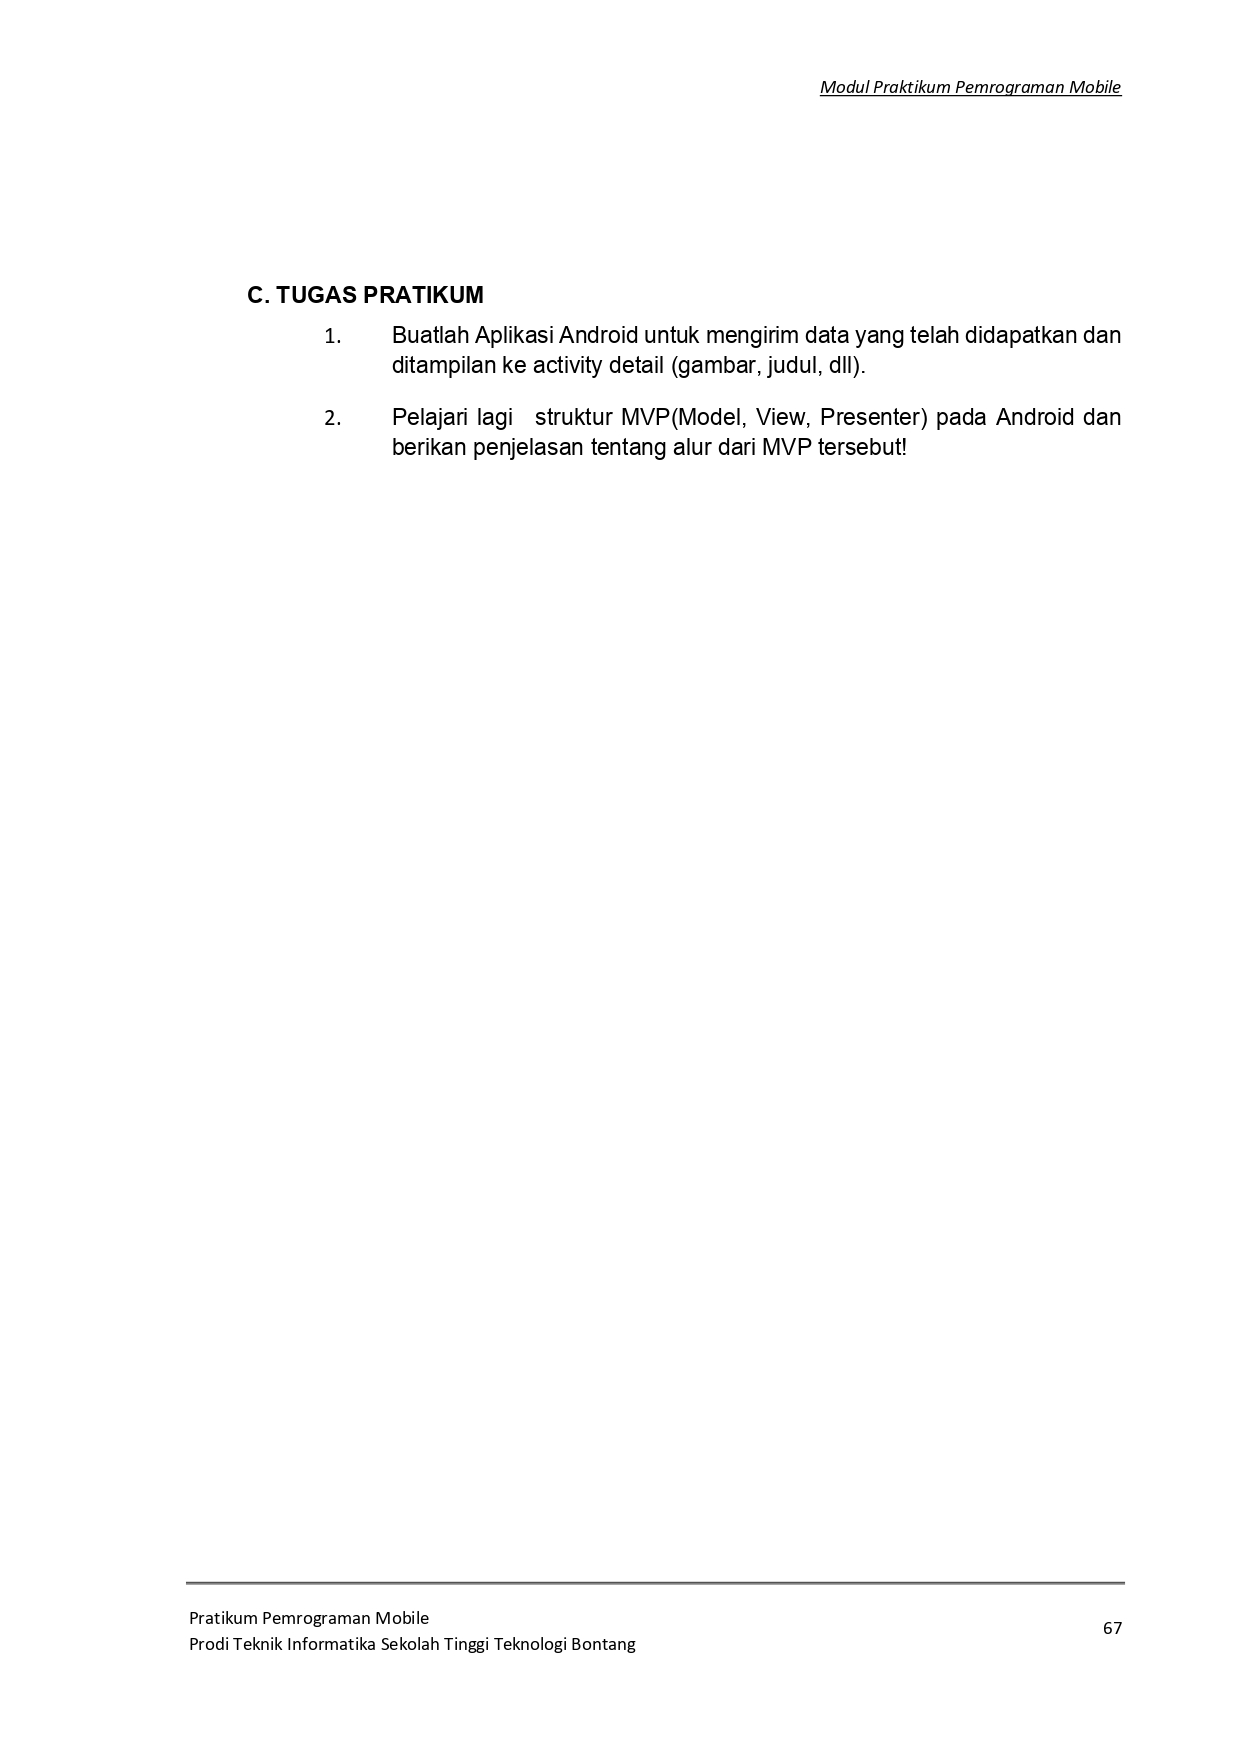 Modul Praktikum Pemrograman Mobile
C. TUGAS PRATIKUM
1. Buatlah Aplikasi Android untuk mengirim data yang telah didapatkan dan
ditampilan ke activity detail (gambar, judul, dll).
2. Pelajari lagi struktur MVP(Model, View, Presenter) pada Android dan
berikan penjelasan tentang alur dari MVP tersebut!
Pratikum Pemrograman Mobile
Prodi Teknik Informatika Sekolah Tinggi Teknologi Bontang
67